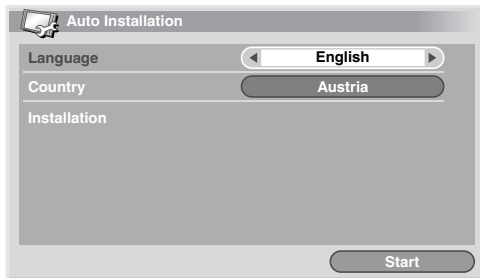 Auto Installation
Language English
Country Austria
Installation
Start